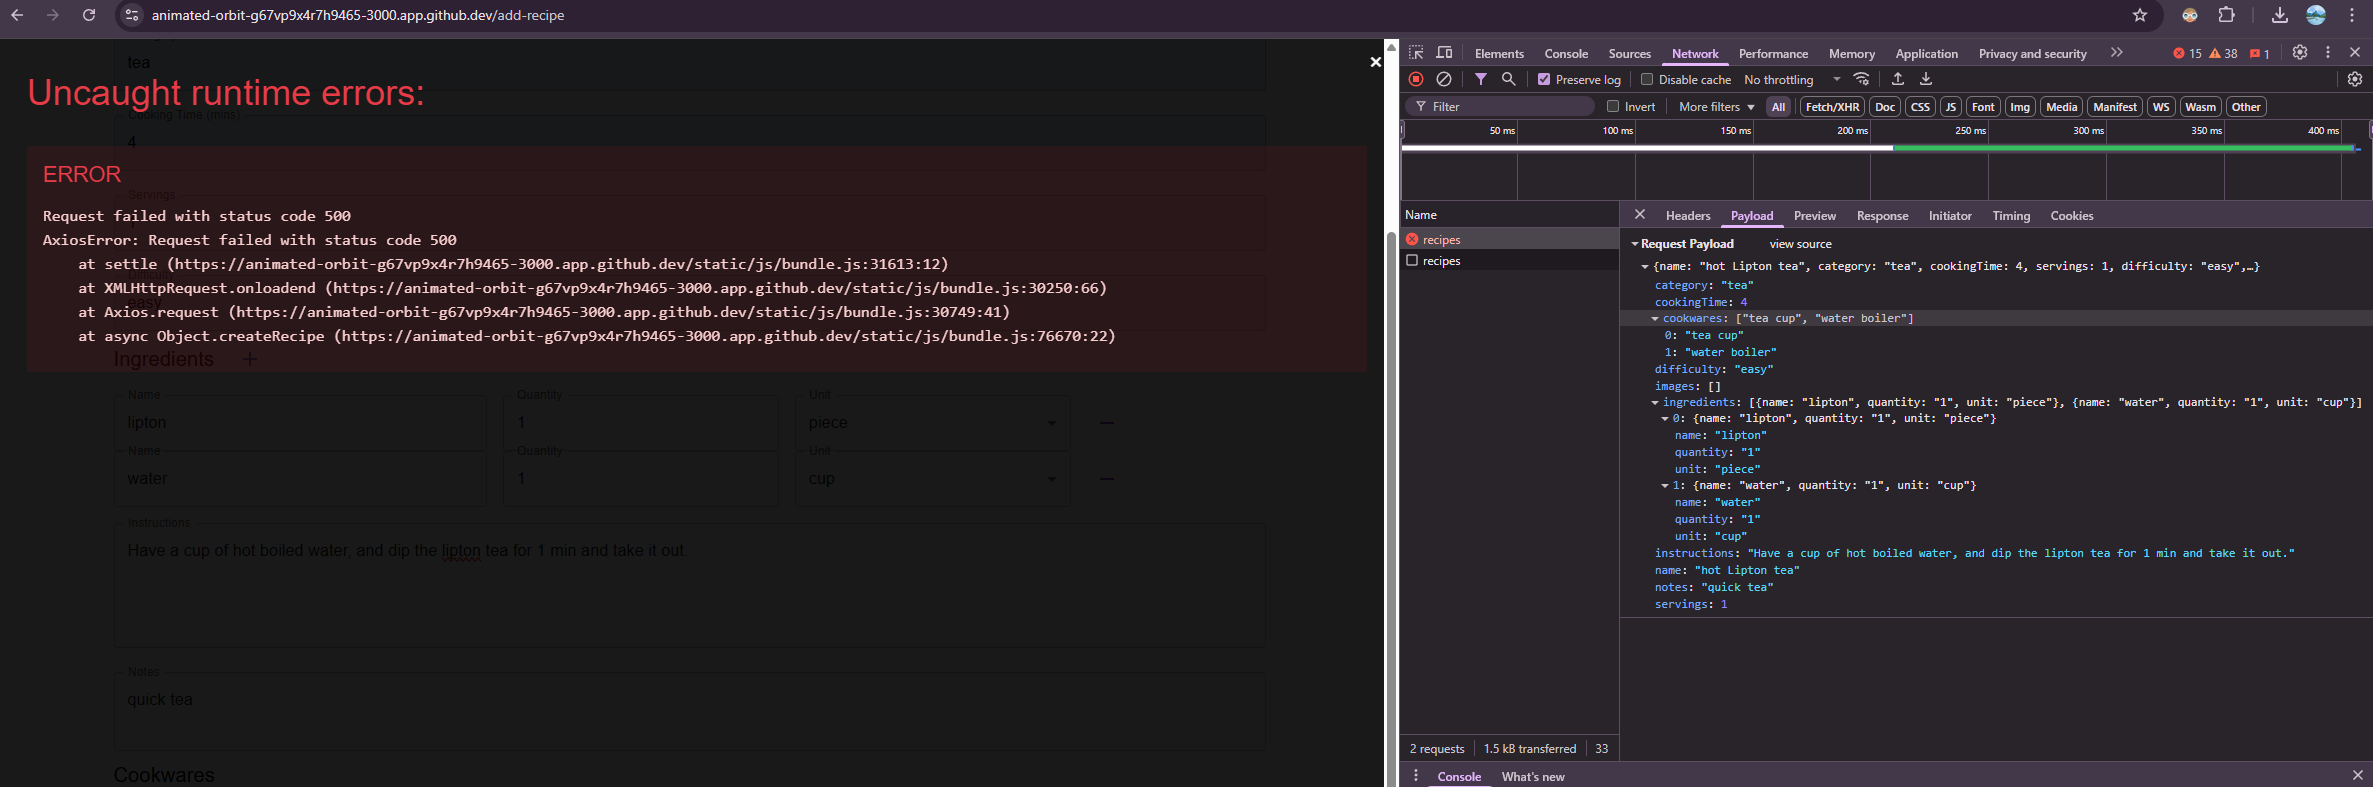 animated-orbit-g67vp9x4r7h9465-3000.app.github.dev/add-recipe
tea
Uncaught runtime errors:
Cooking Time (mins)
4
ERROR
Servings
Request failed with status code 500
AxiosError: Request failed with status code 500
at settle (https://animated-orbit-g67vp9x4r7h9465-3000.app.github.dev/static/js/bundle.js:31613:12)
at XMLHttpRequest.onloadend (https://animated-orbit-g67vp9x4r7h9465-3000.app.github.dev/static/js/bundle.js:30250:66)
easy
at Axios.request (https://animated-orbit-g67vp9x4r7h9465-3000.app.github.dev/static/js/bundle.js:30749:41)
at async Object.createRecipe (https://animated-orbit-g67vp9x4r7h9465-3000.app.github.dev/static/js/bundle.js:76670:22)
Ingredients +
Name Quantity Unit
lipton 1 piece
Name Quantity Unit
water 1 cup
Instructions
Have a cup of hot boiled water, and dip the lipton tea for 1 min and take it out.
Notes
quick tea
Cookwares
Elements Console Sources Network Performance Memory Application Privacy and security 15 38 1
Preserve log Disable cache No throttling
Filter Invert More filters All Fetch/XHR Doc CSS JS Font Img Media Manifest WS Wasm Other
50 ms 100 ms 150 ms 200 ms 250 ms 300 ms 350 ms 400 ms
Name
recipes
recipes
Headers Payload Preview Response Initiator Timing Cookies
Request Payload view source
{name: "hot Lipton tea", category: "tea", cookingTime: 4, servings: 1, difficulty: "easy",…}
category: "tea"
cookingTime: 4
cookwares: ["tea cup", "water boiler"]
0: "tea cup"
1: "water boiler"
difficulty: "easy"
images: []
ingredients: [{name: "lipton", quantity: "1", unit: "piece"}, {name: "water", quantity: "1", unit: "cup"}]
0: {name: "lipton", quantity: "1", unit: "piece"}
name: "lipton"
quantity: "1"
unit: "piece"
1: {name: "water", quantity: "1", unit: "cup"}
name: "water"
quantity: "1"
unit: "cup"
instructions: "Have a cup of hot boiled water, and dip the lipton tea for 1 min and take it out."
name: "hot Lipton tea"
notes: "quick tea"
servings: 1
2 requests 1.5 kB transferred 33
Console What's new